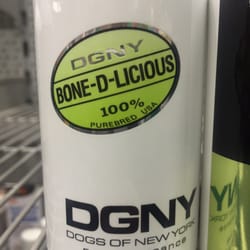 DGNY
BONE-D-LICIOUS
100%
PUREBRED USA
DGNY
DOGS OF NEW YORK